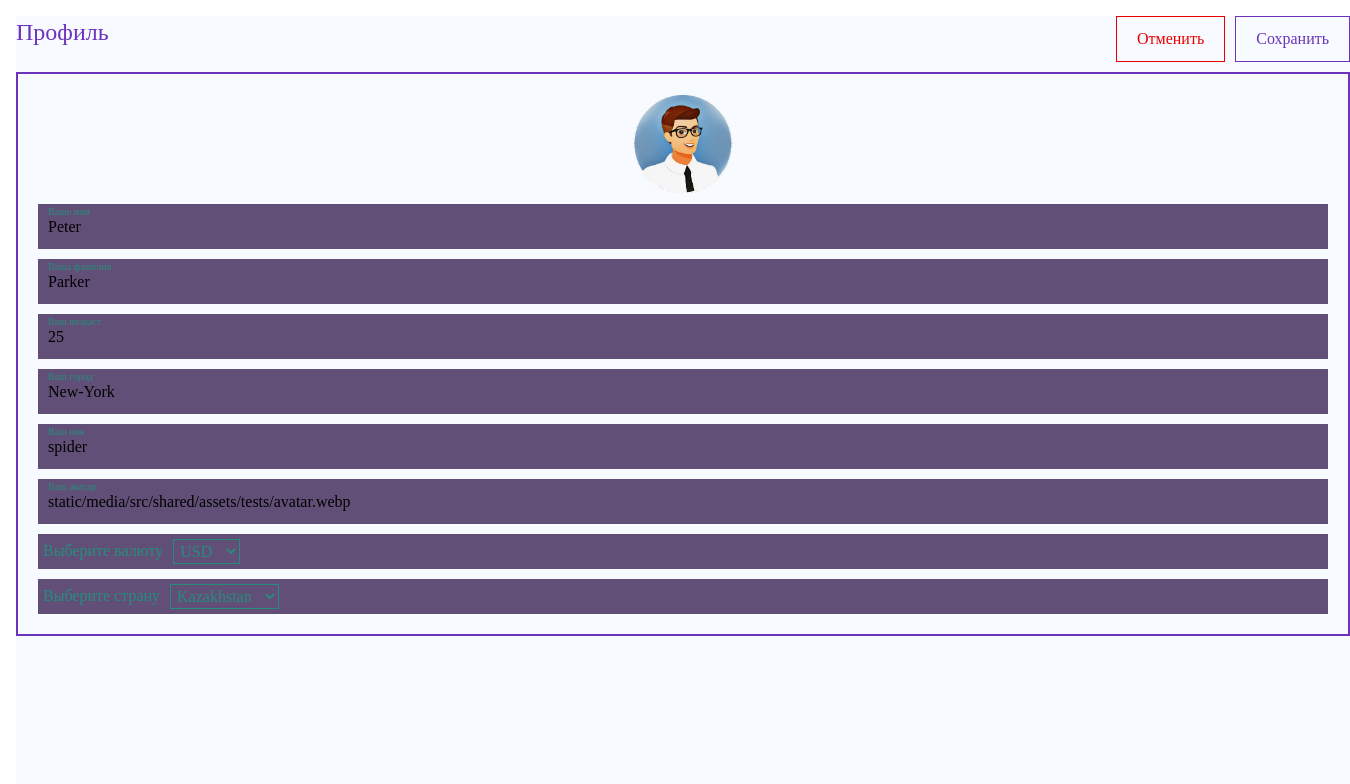 Профиль
Отменить
Сохранить
Ваше имя
Peter
Ваша фамилия
Parker
Ваш возраст
25
Ваш город
New-York
Ваш ник
spider
Ваш аватар
static/media/src/shared/assets/tests/avatar.webp
Выберите валюту USD
Выберите страну Kazakhstan